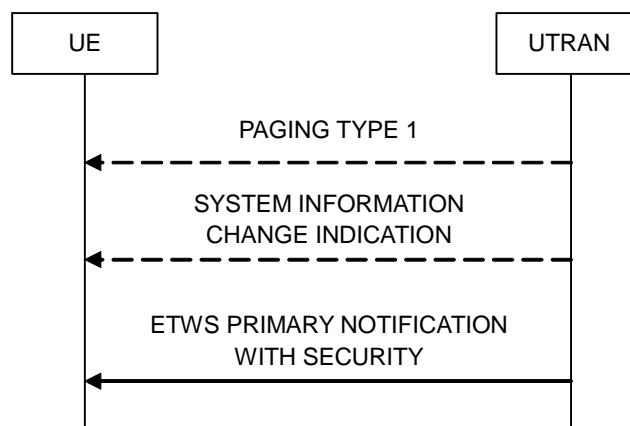 UE
UTRAN
PAGING TYPE 1
SYSTEM INFORMATION
CHANGE INDICATION
ETWS PRIMARY NOTIFICATION
WITH SECURITY